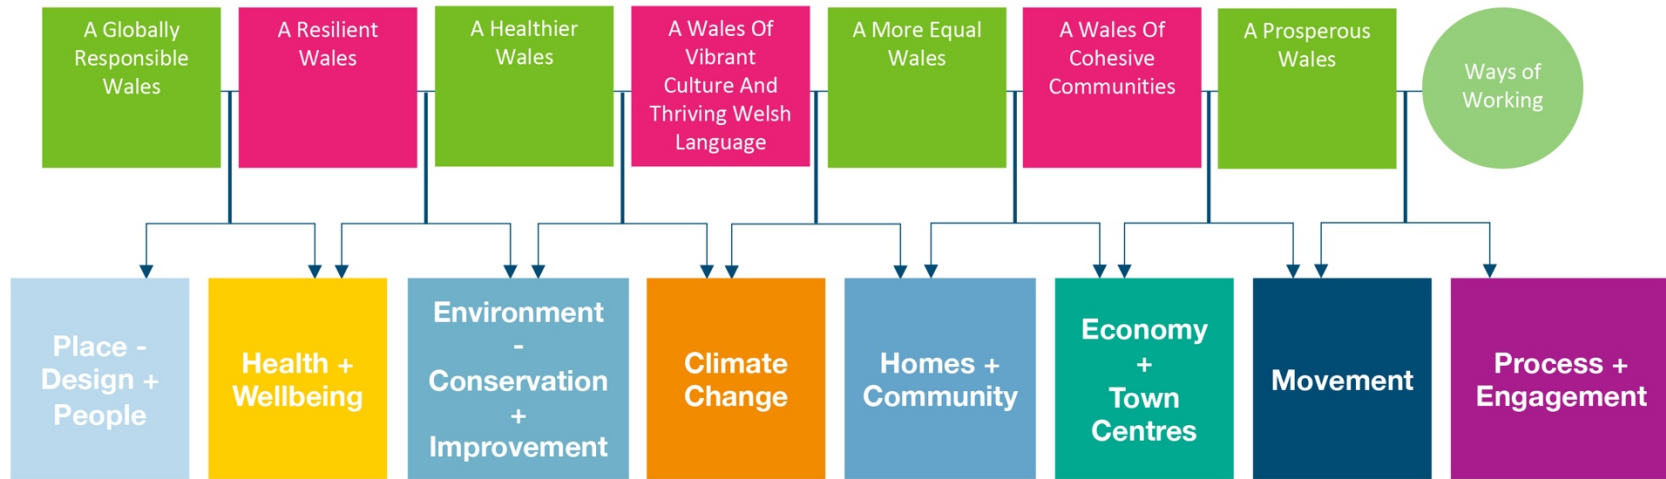 A Globally
Responsible
Wales
A Resilient
Wales
A Healthier
Wales
A Wales Of
Vibrant
Culture And
Thriving Welsh
Language
A More Equal
Wales
A Wales Of
Cohesive
Communities
A Prosperous
Wales
Ways of
Working
Place -
Design +
People
Health +
Wellbeing
Environment
-
Conservation
+
Improvement
Climate
Change
Homes +
Community
Economy
+
Town
Centres
Movement
Process +
Engagement